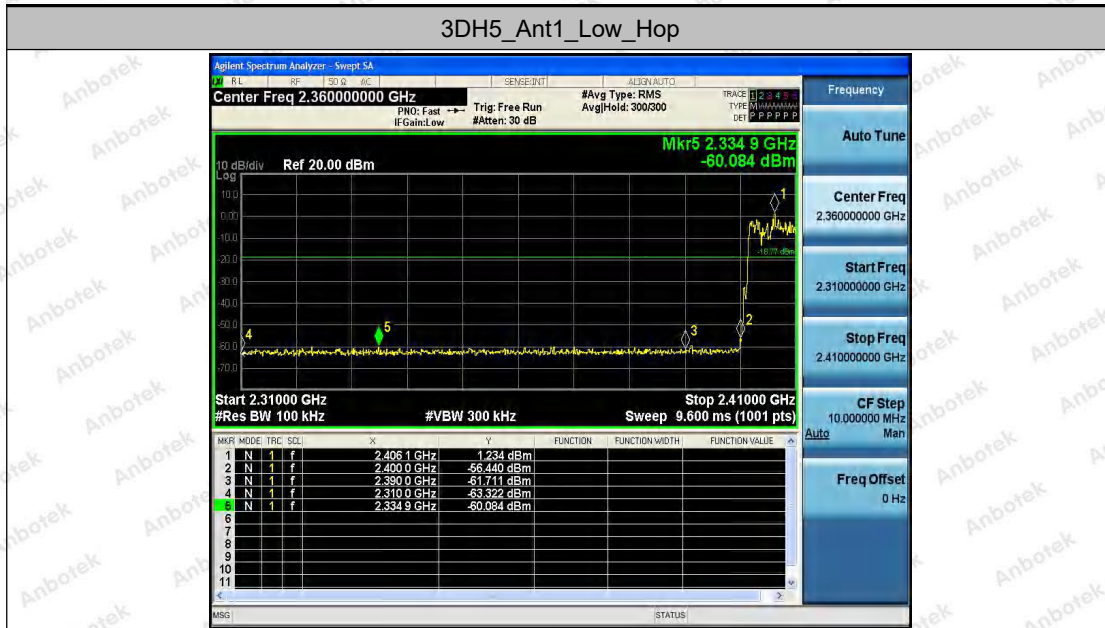 3DH5_Ant1_Low_Hop
Agilent Spectrum Analyzer - Swept SA
RL RF 50 Ω AC SENSE:INT ALIGN AUTO
Center Freq 2.360000000 GHz
PNO: Fast
IFGain:Low
Trig: Free Run
#Atten: 30 dB
#Avg Type: RMS
Avg|Hold: 300/300
TRACE 1 2 3 4 5 6
TYPE M W W W W W
DET P P P P P P
Mkr5 2.334 9 GHz
-60.084 dBm
10 dB/div Ref 20.00 dBm
Log
10.0
0.00
-10.0
-20.0
-30.0
-40.0
-50.0
-60.0
-70.0
-18.77 dBm
1
2
3
4
5
Start 2.31000 GHz Stop 2.41000 GHz
#Res BW 100 kHz #VBW 300 kHz Sweep 9.600 ms (1001 pts)
MKR MODE TRC SCL X Y FUNCTION FUNCTION WIDTH FUNCTION VALUE
1 N 1 f 2.406 1 GHz 1.234 dBm
2 N 1 f 2.400 0 GHz -56.440 dBm
3 N 1 f 2.390 0 GHz -61.711 dBm
4 N 1 f 2.310 0 GHz -63.322 dBm
5 N 1 f 2.334 9 GHz -60.084 dBm
6
7
8
9
10
11
MSG STATUS
Frequency
Auto Tune
Center Freq
2.360000000 GHz
Start Freq
2.310000000 GHz
Stop Freq
2.410000000 GHz
CF Step
10.000000 MHz
Auto Man
Freq Offset
0 Hz
Anbotek